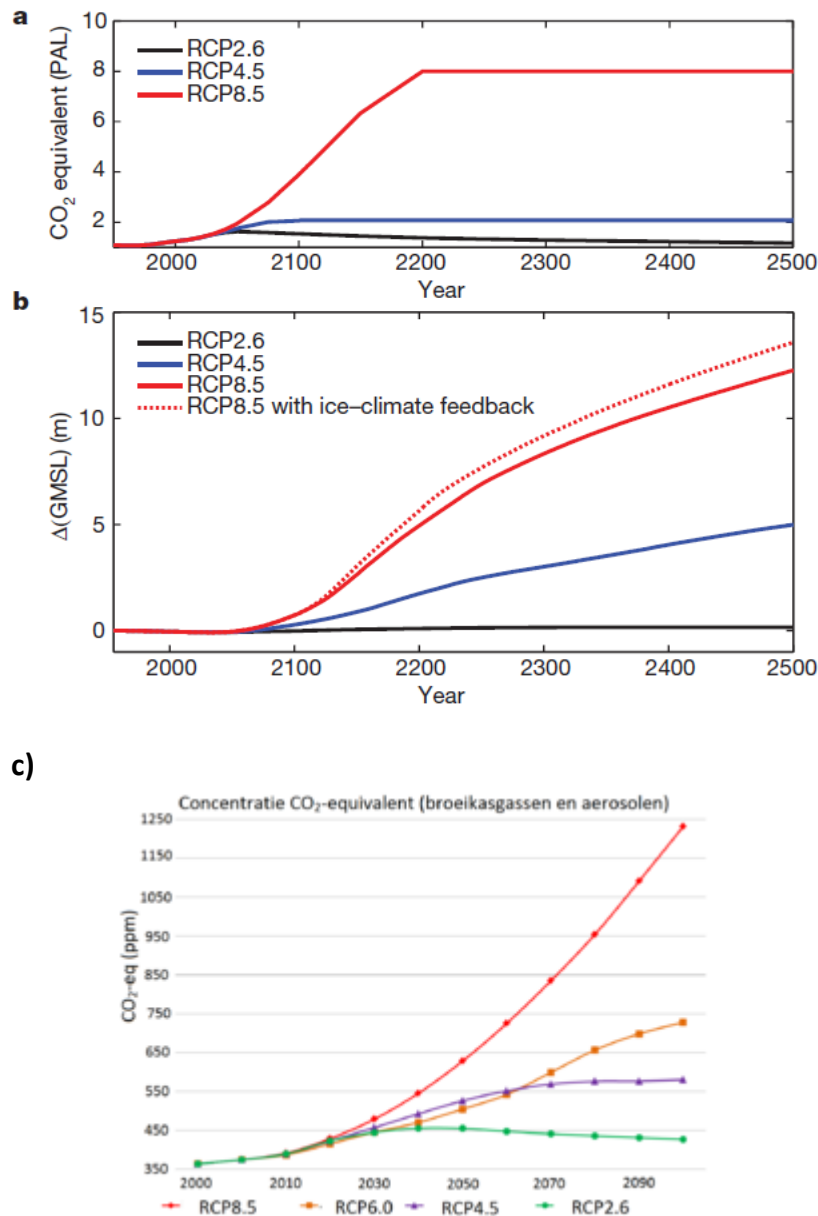 a
10
8
6
4
2
CO₂ equivalent (PAL)
RCP2.6
RCP4.5
RCP8.5
2000 2100 2200 2300 2400 2500
Year
b
15
10
5
0
Δ(GMSL) (m)
RCP2.6
RCP4.5
RCP8.5
RCP8.5 with ice–climate feedback
2000 2100 2200 2300 2400 2500
Year
c)
Concentratie CO₂-equivalent (broeikasgassen en aerosolen)
1250
1150
1050
950
850
750
650
550
450
350
CO₂-eq (ppm)
2000 2010 2030 2050 2070 2090
RCP8.5 RCP6.0 RCP4.5 RCP2.6